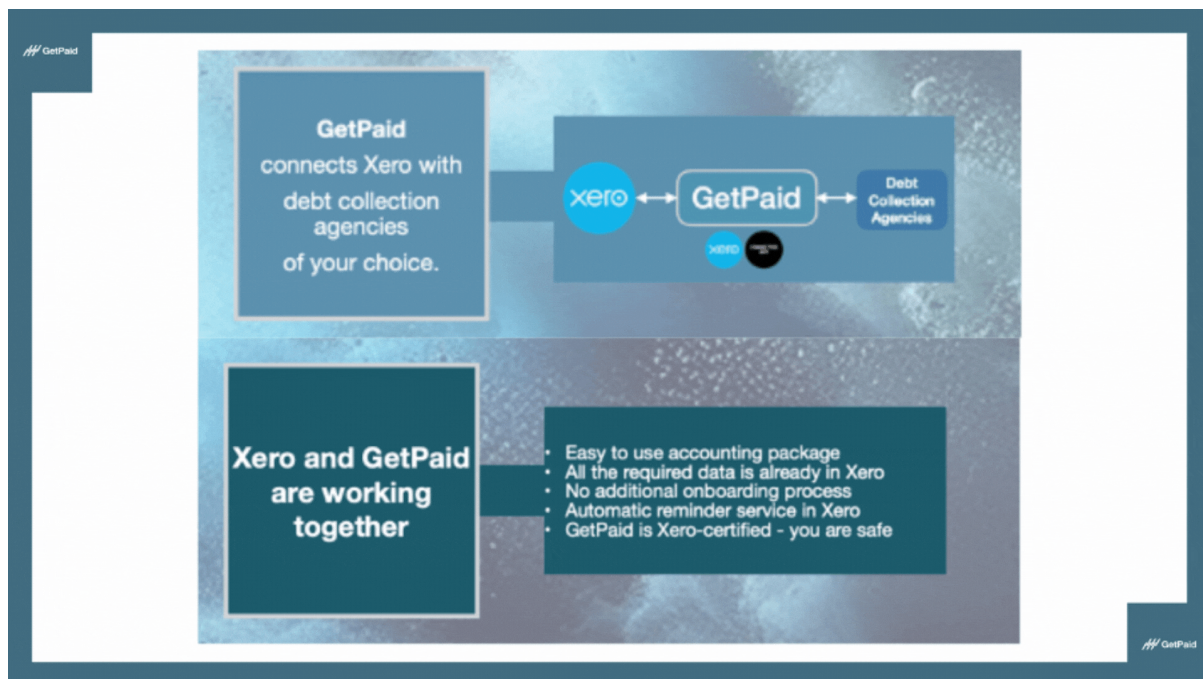 GetPaid
GetPaid
connects Xero with
debt collection
agencies
of your choice.
xero
GetPaid
Debt
Collection
Agencies
xero
Xero and GetPaid
are working
together
• Easy to use accounting package
• All the required data is already in Xero
• No additional onboarding process
• Automatic reminder service in Xero
• GetPaid is Xero-certified - you are safe
GetPaid